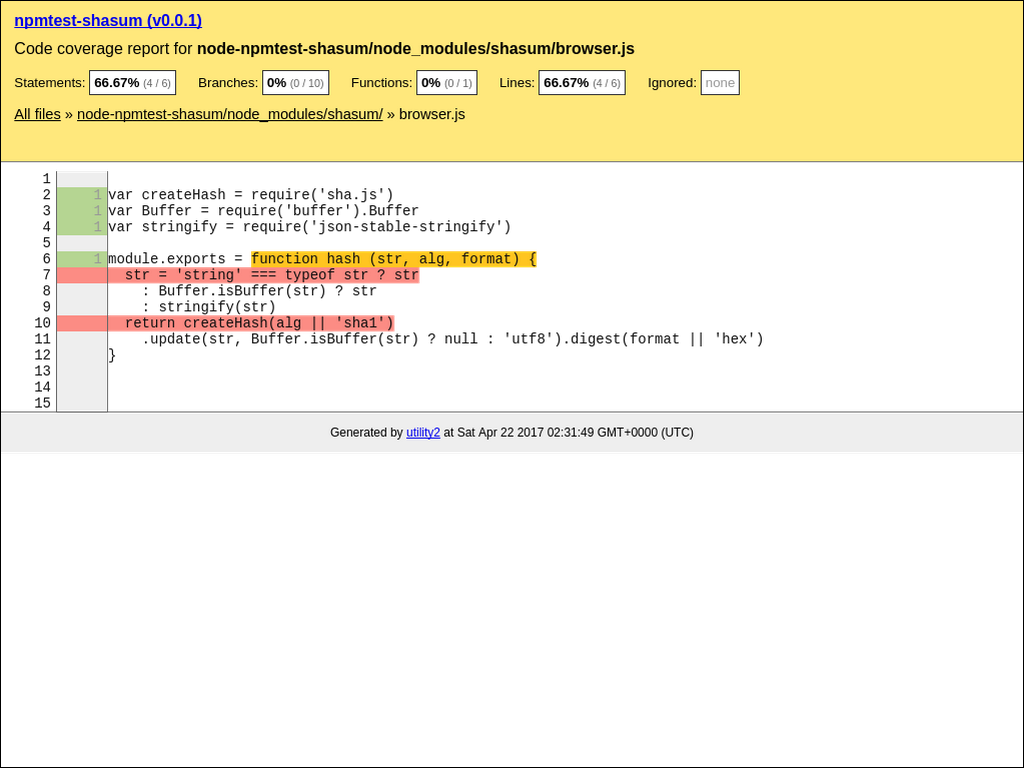 npmtest-shasum (v0.0.1)
Code coverage report for node-npmtest-shasum/node_modules/shasum/browser.js
Statements: 66.67% (4 / 6) Branches: 0% (0 / 10) Functions: 0% (0 / 1) Lines: 66.67% (4 / 6) Ignored: none
All files » node-npmtest-shasum/node_modules/shasum/ » browser.js
1
2 1 var createHash = require('sha.js')
3 1 var Buffer = require('buffer').Buffer
4 1 var stringify = require('json-stable-stringify')
5
6 1 module.exports = function hash (str, alg, format) {
7   str = 'string' === typeof str ? str
8     : Buffer.isBuffer(str) ? str
9     : stringify(str)
10   return createHash(alg || 'sha1')
11     .update(str, Buffer.isBuffer(str) ? null : 'utf8').digest(format || 'hex')
12 }
13
14
15
Generated by utility2 at Sat Apr 22 2017 02:31:49 GMT+0000 (UTC)